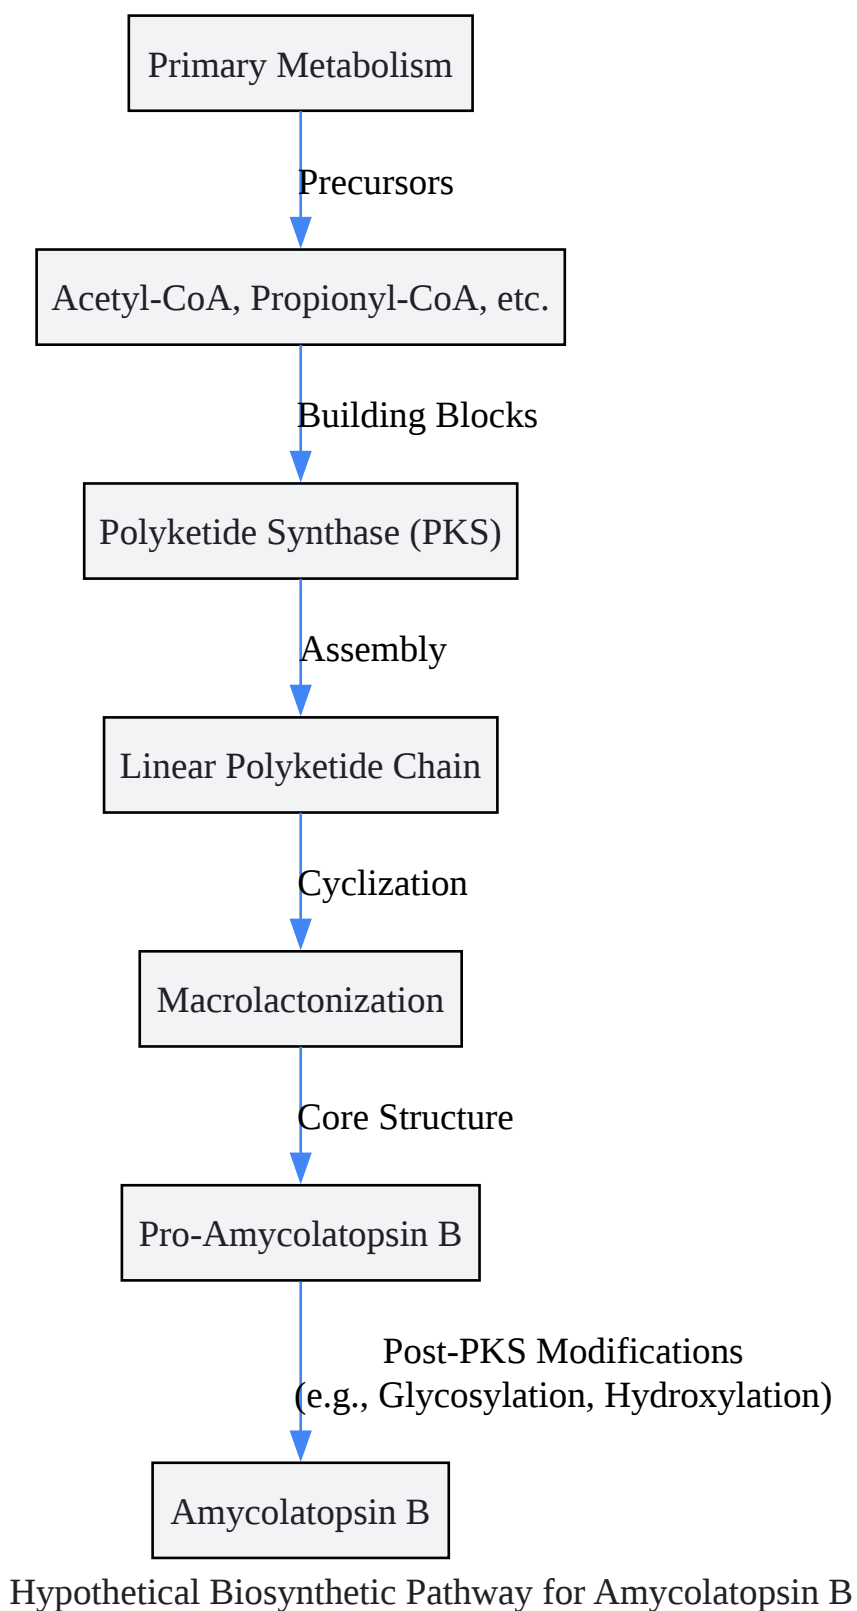 Primary Metabolism
Precursors
Acetyl-CoA, Propionyl-CoA, etc.
Building Blocks
Polyketide Synthase (PKS)
Assembly
Linear Polyketide Chain
Cyclization
Macrolactonization
Core Structure
Pro-Amycolatopsin B
Post-PKS Modifications
(e.g., Glycosylation, Hydroxylation)
Amycolatopsin B
Hypothetical Biosynthetic Pathway for Amycolatopsin B